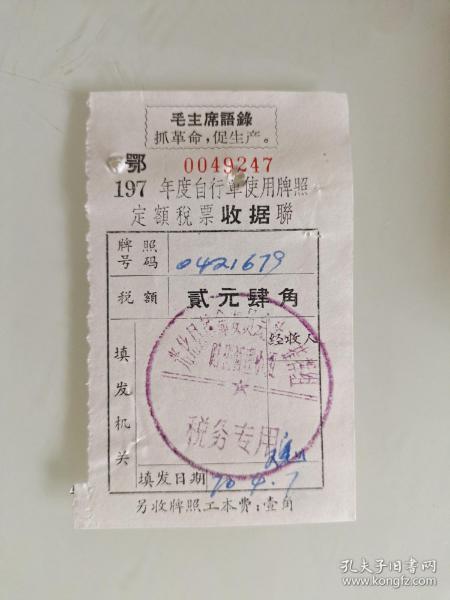 毛主席語錄
抓革命，促生产。
鄂 0049247
197 年度自行車使用牌照
定額稅票收据聯
牌照号码 0421679
税額 貳元肆角
填发机关
经收人
税务专用
填发日期 70.4.7
另收牌照工本费：壹角
孔夫子旧书网
www.kongfz.com